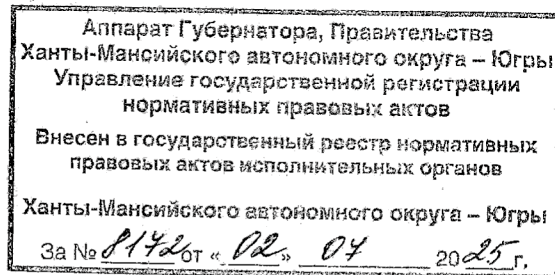 Аппарат Губернатора, Правительства
Ханты-Мансийского автономного округа – Югры
Управление государственной регистрации
нормативных правовых актов
Внесен в государственный реестр нормативных
правовых актов исполнительных органов
Ханты-Мансийского автономного округа – Югры
За № 8172 от «02» 07 2025 г.